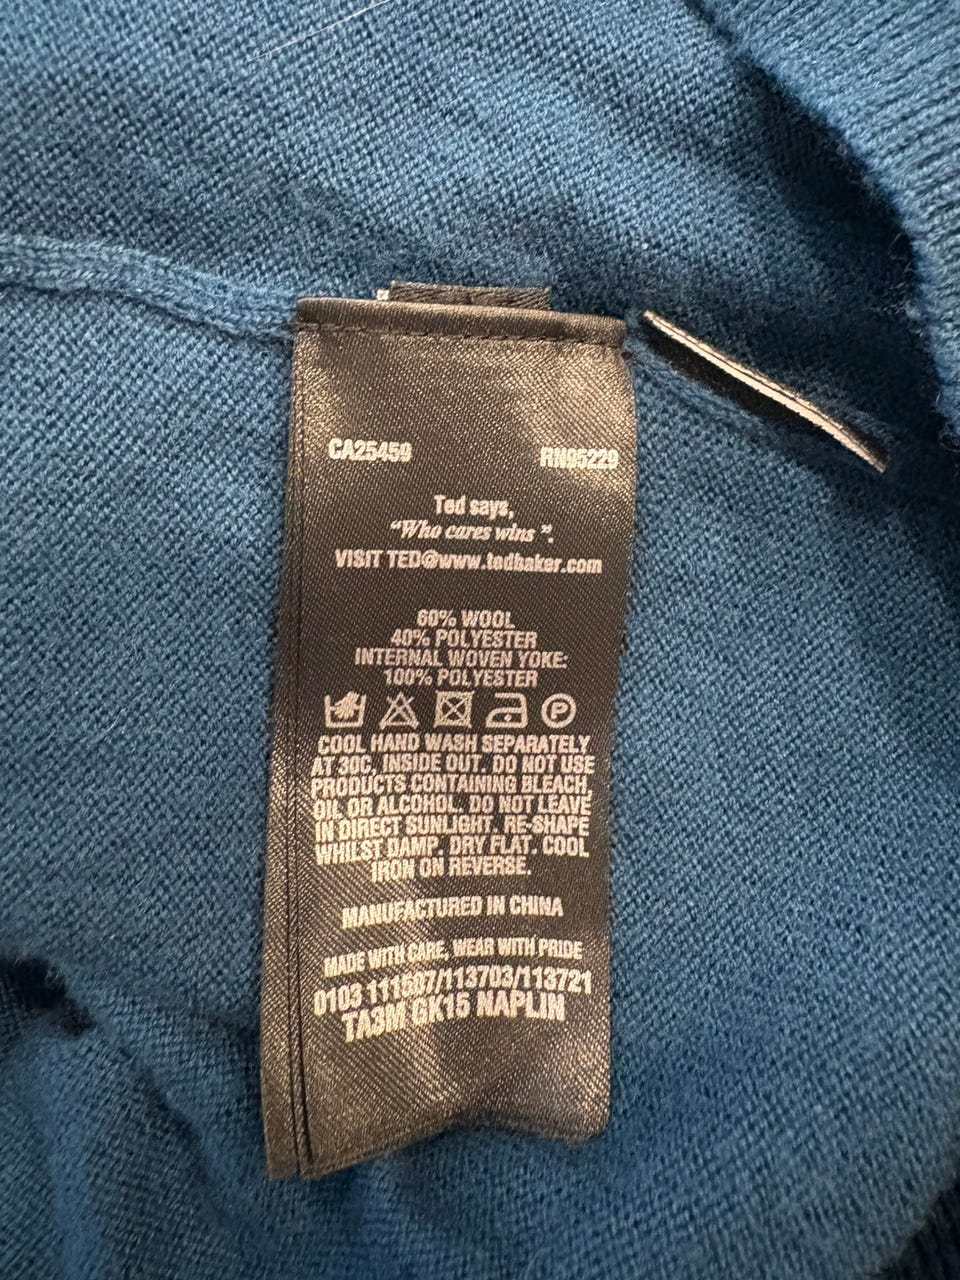 CA25459 RN95229
Ted says,
“Who cares wins ”.
VISIT TED@www.tedbaker.com
60% WOOL
40% POLYESTER
INTERNAL WOVEN YOKE:
100% POLYESTER
P
COOL HAND WASH SEPARATELY
AT 30C, INSIDE OUT. DO NOT USE
PRODUCTS CONTAINING BLEACH,
OIL OR ALCOHOL. DO NOT LEAVE
IN DIRECT SUNLIGHT. RE-SHAPE
WHILST DAMP. DRY FLAT. COOL
IRON ON REVERSE.
MANUFACTURED IN CHINA
MADE WITH CARE, WEAR WITH PRIDE
0103 111507/113703/113721
TA3M GK15 NAPLIN